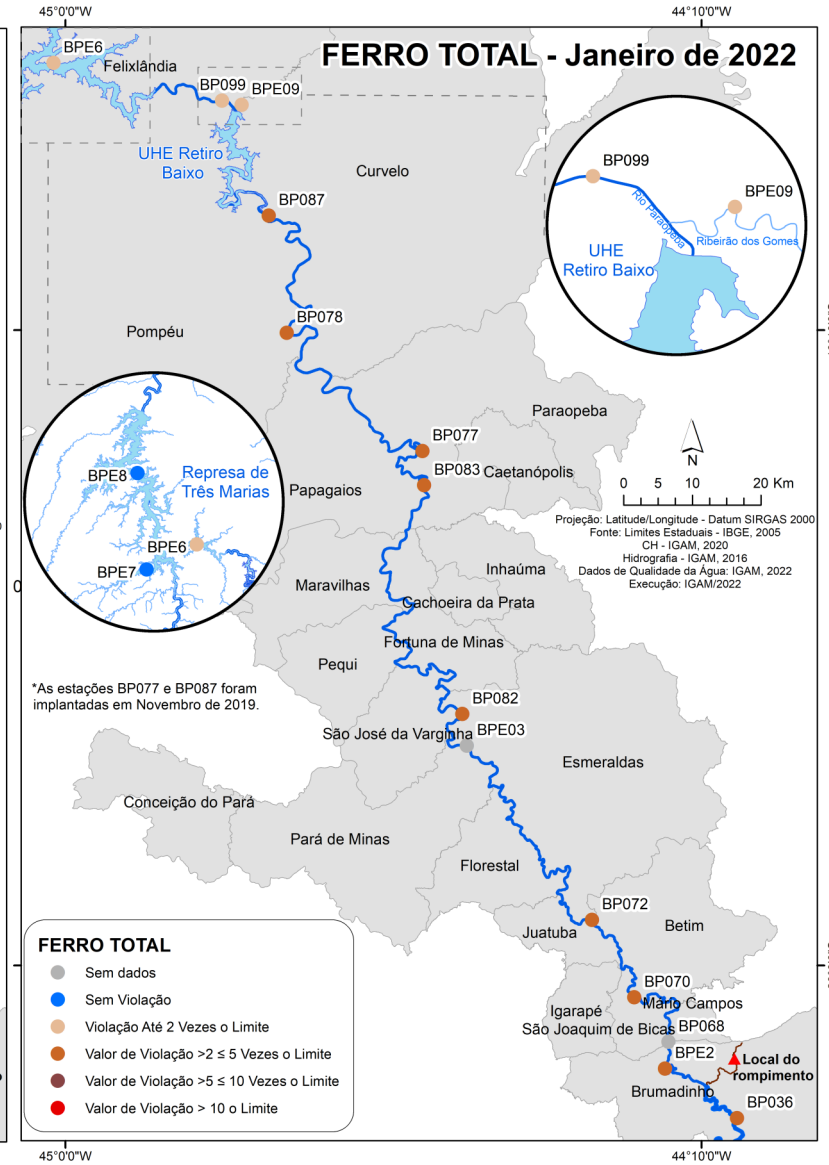 45°0'0"W
44°10'0"W
FERRO TOTAL - Janeiro de 2022
BPE6
Felixlândia
BP099
BPE09
UHE Retiro
Baixo
Curvelo
BP087
BP078
Pompéu
BP099
BPE09
Rio Paraopeba
Ribeirão dos Gomes
UHE
Retiro Baixo
BPE8
Represa de
Três Marias
BPE6
BPE7
Paraopeba
BP077
BP083
Caetanópolis
Papagaios
N
0 5 10 20 Km
Projeção: Latitude/Longitude - Datum SIRGAS 2000
Fonte: Limites Estaduais - IBGE, 2005
CH - IGAM, 2020
Hidrografia - IGAM, 2016
Dados de Qualidade da Água: IGAM, 2022
Execução: IGAM/2022
Inhaúma
Maravilhas
Cachoeira da Prata
Fortuna de Minas
Pequi
*As estações BP077 e BP087 foram
implantadas em Novembro de 2019.
BP082
São José da Varginha
BPE03
Esmeraldas
Conceição do Pará
Pará de Minas
Florestal
BP072
Juatuba
Betim
BP070
Mário Campos
Igarapé
São Joaquim de Bicas
BP068
BPE2
Local do
rompimento
Brumadinho
BP036
FERRO TOTAL
Sem dados
Sem Violação
Violação Até 2 Vezes o Limite
Valor de Violação >2 ≤ 5 Vezes o Limite
Valor de Violação >5 ≤ 10 Vezes o Limite
Valor de Violação > 10 o Limite
45°0'0"W
44°10'0"W